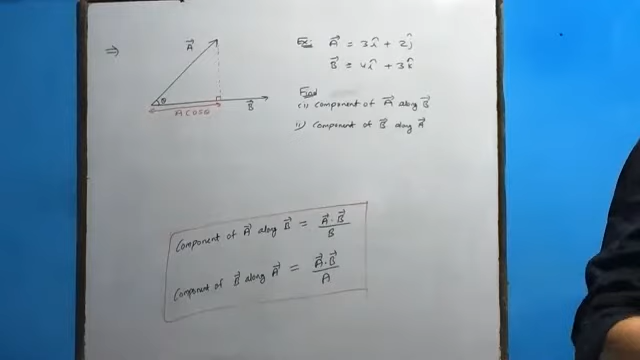 ⇒
A⃗
θ
A cosθ
B⃗
Ex:- A⃗ = 3î + 2ĵ
B⃗ = 4î + 3k̂
Find
(i) component of A⃗ along B⃗
ii) component of B⃗ along A⃗
Component of A⃗ along B⃗ = A⃗·B⃗ / B
Component of B⃗ along A⃗ = A⃗·B⃗ / A